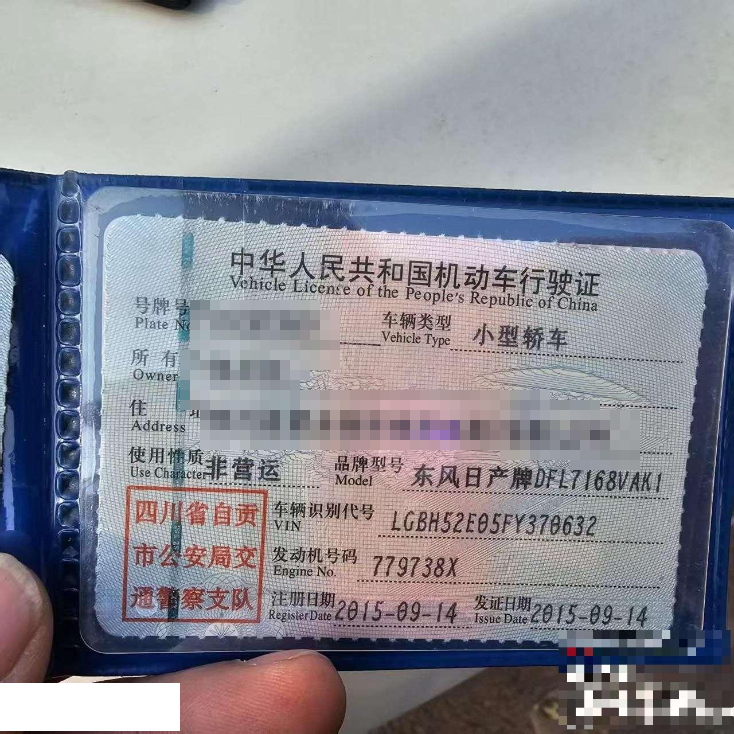 中华人民共和国机动车行驶证
Vehicle License of the People's Republic of China
号牌号
Plate No
车辆类型 小型轿车
Vehicle Type
所有
Owner
住
Address
使用性质 非营运
Use Character
品牌型号 东风日产牌DFL7168VAK1
Model
四川省自贡
市公安局交
通警察支队
车辆识别代号 LGBH52E05FY370632
VIN
发动机号码 779738X
Engine No.
注册日期 2015-09-14
Register Date
发证日期 2015-09-14
Issue Date